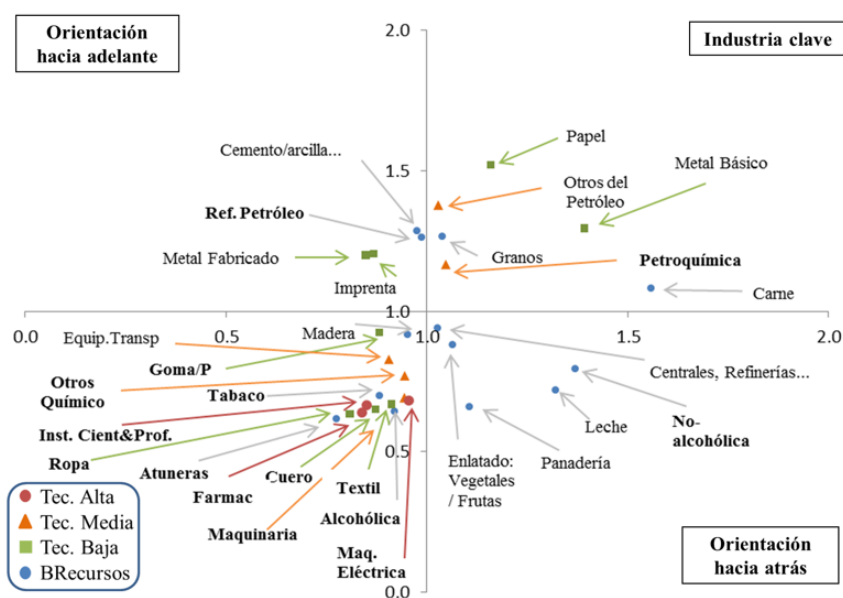 Orientación
hacia adelante
2.0
Industria clave
Cemento/arcilla...
Papel
1.5
Metal Básico
Otros del
Petróleo
Ref. Petróleo
Metal Fabricado
Granos
Petroquímica
Imprenta
Carne
1.0
0.0
0.5
1.0
1.5
2.0
Equip.Transp
Madera
Goma/P
Centrales, Refinerías...
Otros
Químico
Tabaco
Leche
No-
alcohólica
Inst. Cient&Prof.
Ropa
Atuneras
Cuero
0.5
Enlatado:
Vegetales
/ Frutas
Panadería
Farmac
Textil
Alcohólica
Maquinaria
Maq.
Eléctrica
Tec. Alta
Tec. Media
Tec. Baja
BRecursos
Orientación
hacia atrás
0.0